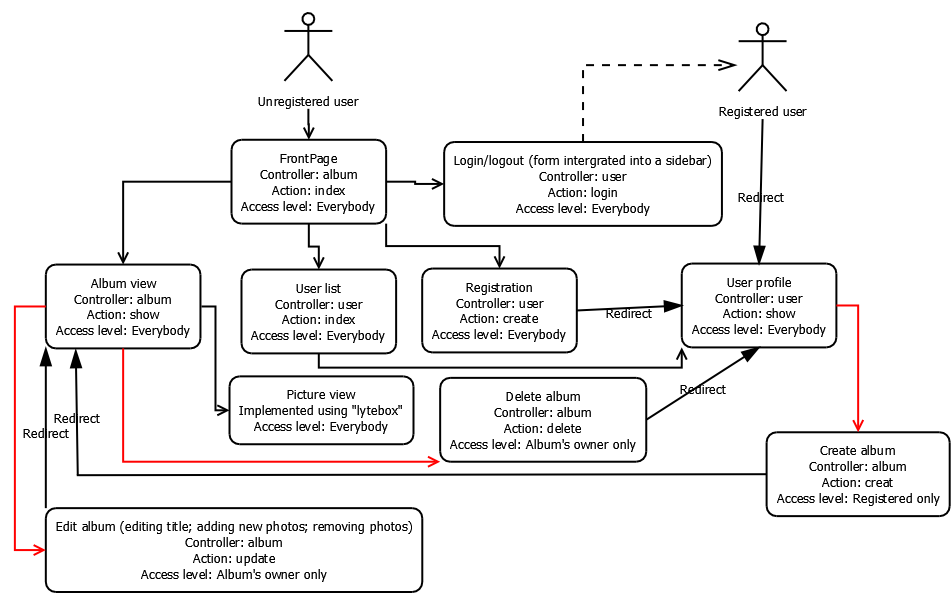 Unregistered user
Registered user
FrontPage
Controller: album
Action: index
Access level: Everybody
Login/logout (form intergrated into a sidebar)
Controller: user
Action: login
Access level: Everybody
Redirect
Album view
Controller: album
Action: show
Access level: Everybody
User list
Controller: user
Action: index
Access level: Everybody
Registration
Controller: user
Action: create
Access level: Everybody
Redirect
User profile
Controller: user
Action: show
Access level: Everybody
Picture view
Implemented using "lytebox"
Access level: Everybody
Delete album
Controller: album
Action: delete
Access level: Album's owner only
Redirect
Redirect
Redirect
Create album
Controller: album
Action: creat
Access level: Registered only
Edit album (editing title; adding new photos; removing photos)
Controller: album
Action: update
Access level: Album's owner only